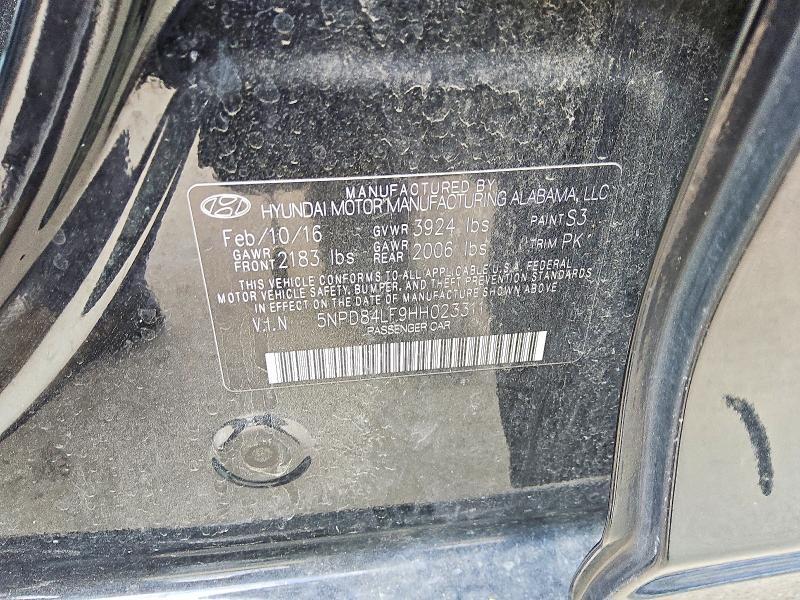 MANUFACTURED BY
HYUNDAI MOTOR MANUFACTURING ALABAMA, LLC
Feb/10/16 GVWR 3924 lbs PAINT S3
GAWR FRONT 2183 lbs GAWR REAR 2006 lbs TRIM PK
THIS VEHICLE CONFORMS TO ALL APPLICABLE U.S.A. FEDERAL
MOTOR VEHICLE SAFETY, BUMPER, AND THEFT PREVENTION STANDARDS
IN EFFECT ON THE DATE OF MANUFACTURE SHOWN ABOVE
V.I.N 5NPD84LF9HH023311
PASSENGER CAR